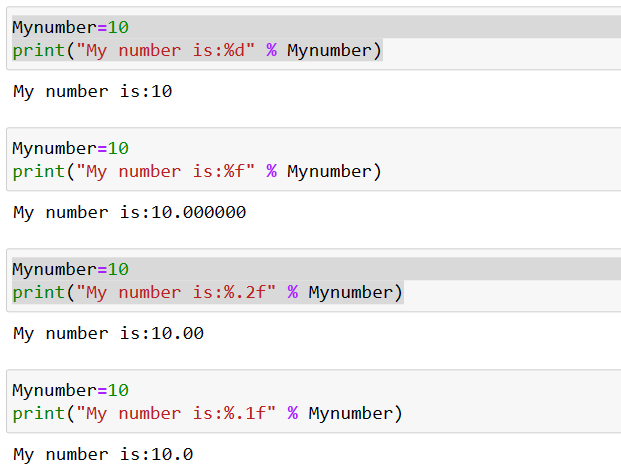 Mynumber=10
print("My number is:%d" % Mynumber)
My number is:10
Mynumber=10
print("My number is:%f" % Mynumber)
My number is:10.000000
Mynumber=10
print("My number is:%.2f" % Mynumber)
My number is:10.00
Mynumber=10
print("My number is:%.1f" % Mynumber)
My number is:10.0